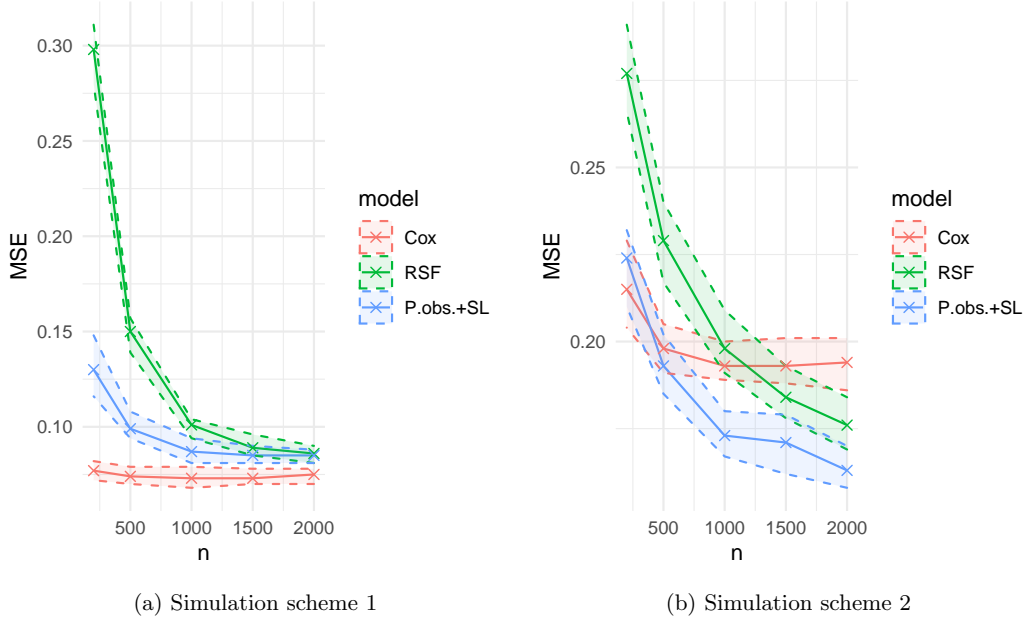 0.30
0.25
0.20
0.15
0.10
MSE
500 1000 1500 2000
n
model
Cox
RSF
P.obs.+SL
(a) Simulation scheme 1
0.25
0.20
MSE
500 1000 1500 2000
n
model
Cox
RSF
P.obs.+SL
(b) Simulation scheme 2